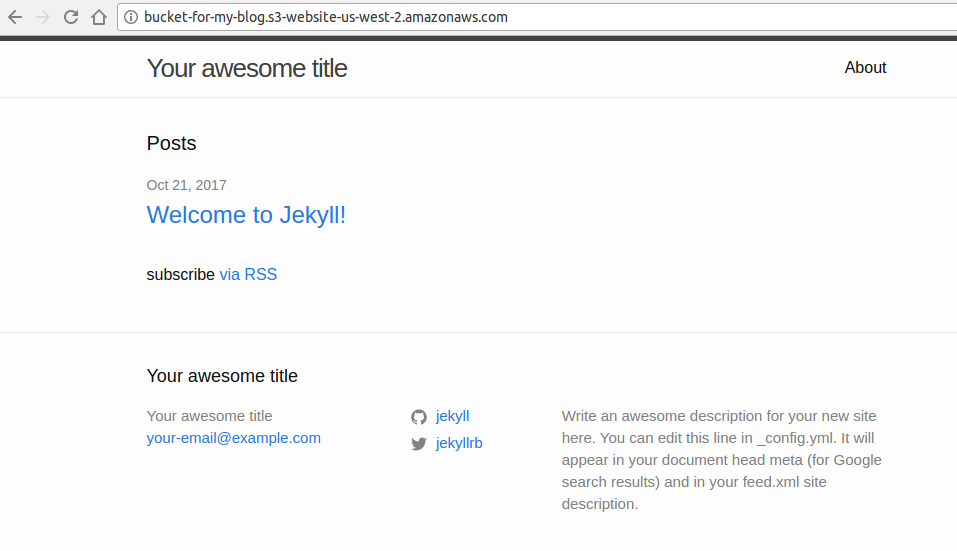 bucket-for-my-blog.s3-website-us-west-2.amazonaws.com
Your awesome title
About
Posts
Oct 21, 2017
Welcome to Jekyll!
subscribe via RSS
Your awesome title
Your awesome title
your-email@example.com
jekyll
jekyllrb
Write an awesome description for your new site
here. You can edit this line in _config.yml. It will
appear in your document head meta (for Google
search results) and in your feed.xml site
description.